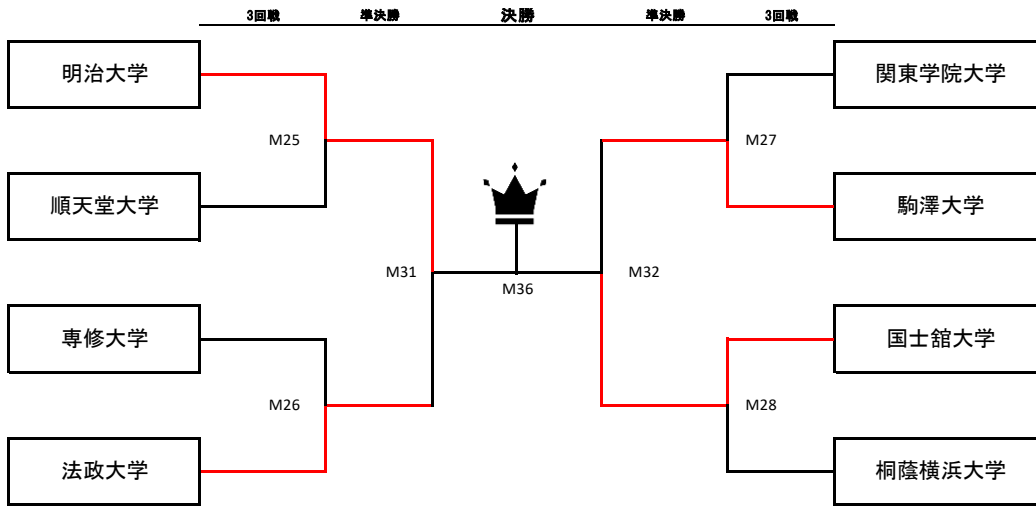 3回戦 準決勝 決勝 準決勝 3回戦
明治大学
関東学院大学
M25
M27
順天堂大学
駒澤大学
M31
M32
M36
専修大学
国士舘大学
M26
M28
法政大学
桐蔭横浜大学